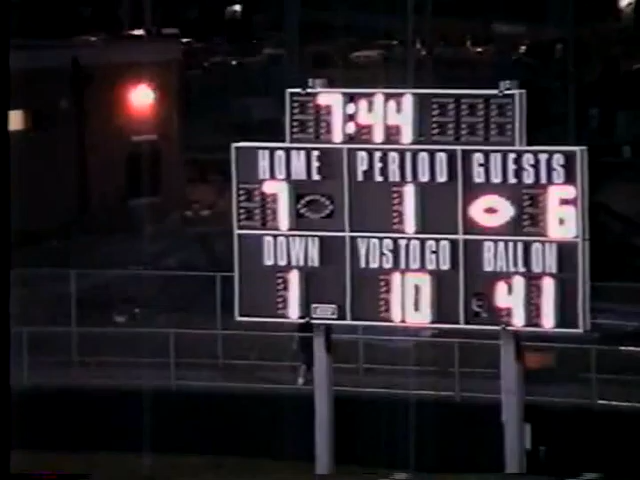 7:44
HOME PERIOD GUESTS
7 1 6
DOWN YDS TO GO BALL ON
1 10 41